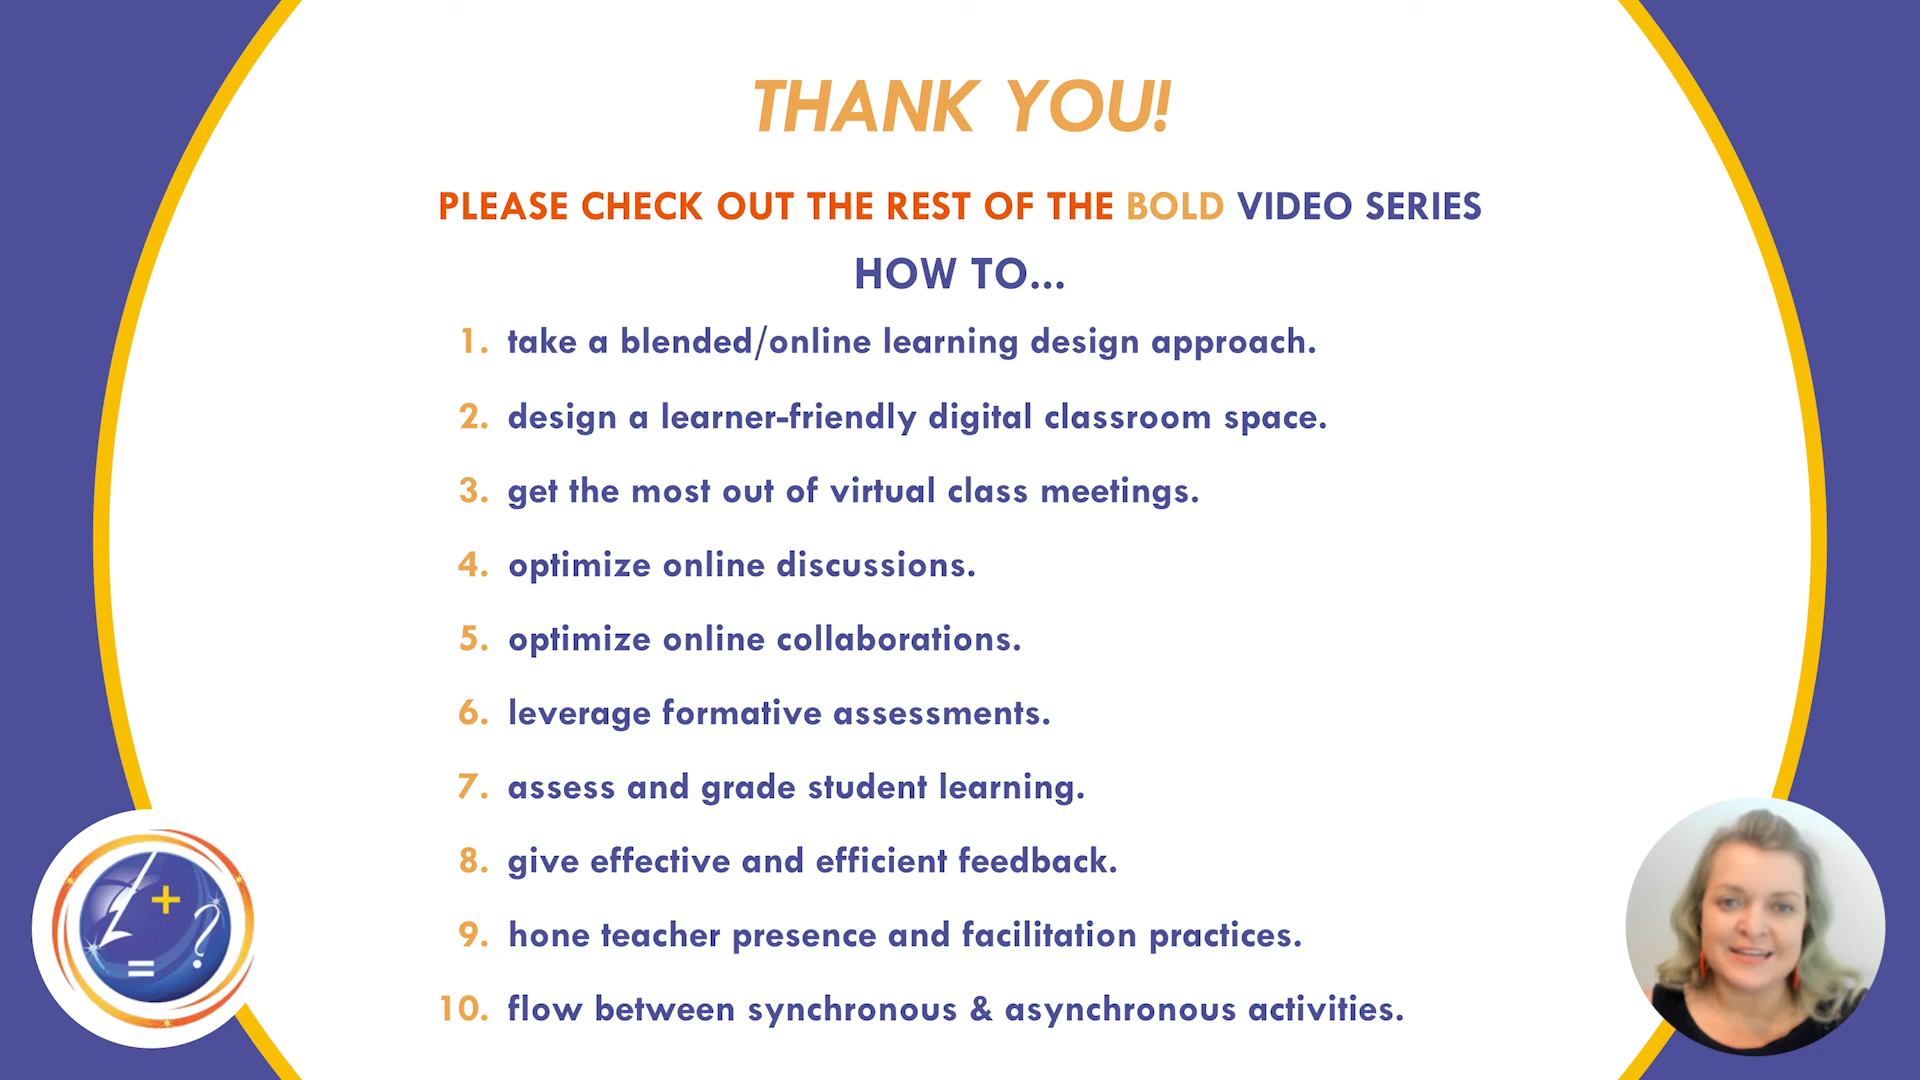 THANK YOU!
PLEASE CHECK OUT THE REST OF THE BOLD VIDEO SERIES
HOW TO...
1. take a blended/online learning design approach.
2. design a learner-friendly digital classroom space.
3. get the most out of virtual class meetings.
4. optimize online discussions.
5. optimize online collaborations.
6. leverage formative assessments.
7. assess and grade student learning.
8. give effective and efficient feedback.
9. hone teacher presence and facilitation practices.
10. flow between synchronous & asynchronous activities.
L + = ?